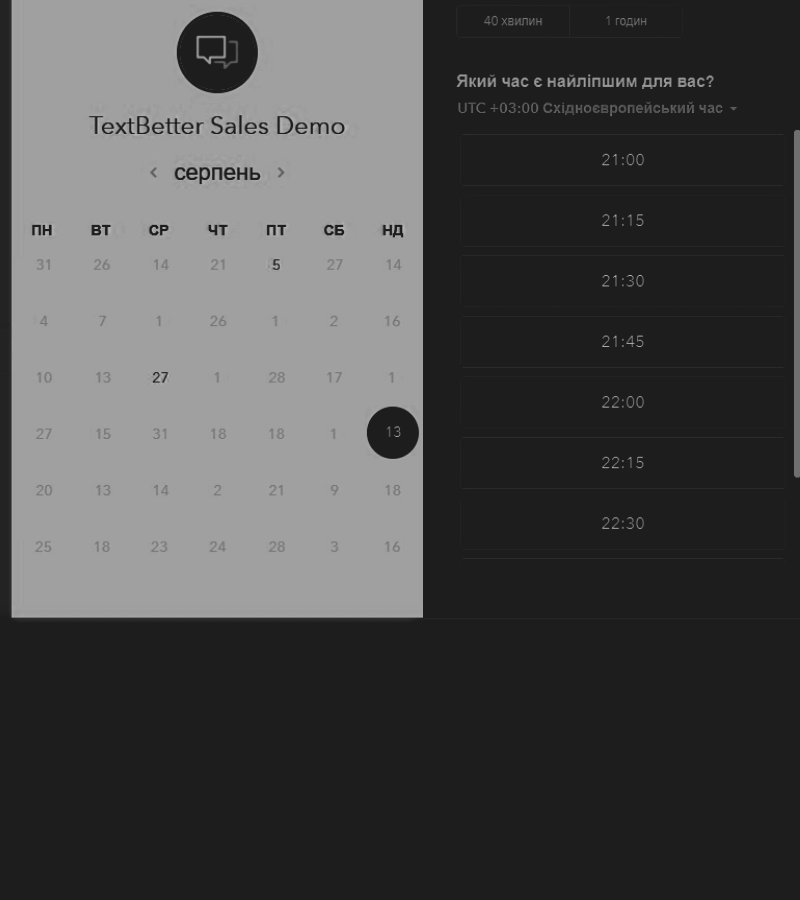 TextBetter Sales Demo
серпень
ПН ВТ СР ЧТ ПТ СБ НД
31 26 14 21 5 27 14
4 7 1 26 1 2 16
10 13 27 1 28 17 1
27 15 31 18 18 1 13
20 13 14 2 21 9 18
25 18 23 24 28 3 16
40 хвилин 1 годин
Який час є найліпшим для вас?
UTC +03:00 Східноєвропейський час
21:00
21:15
21:30
21:45
22:00
22:15
22:30